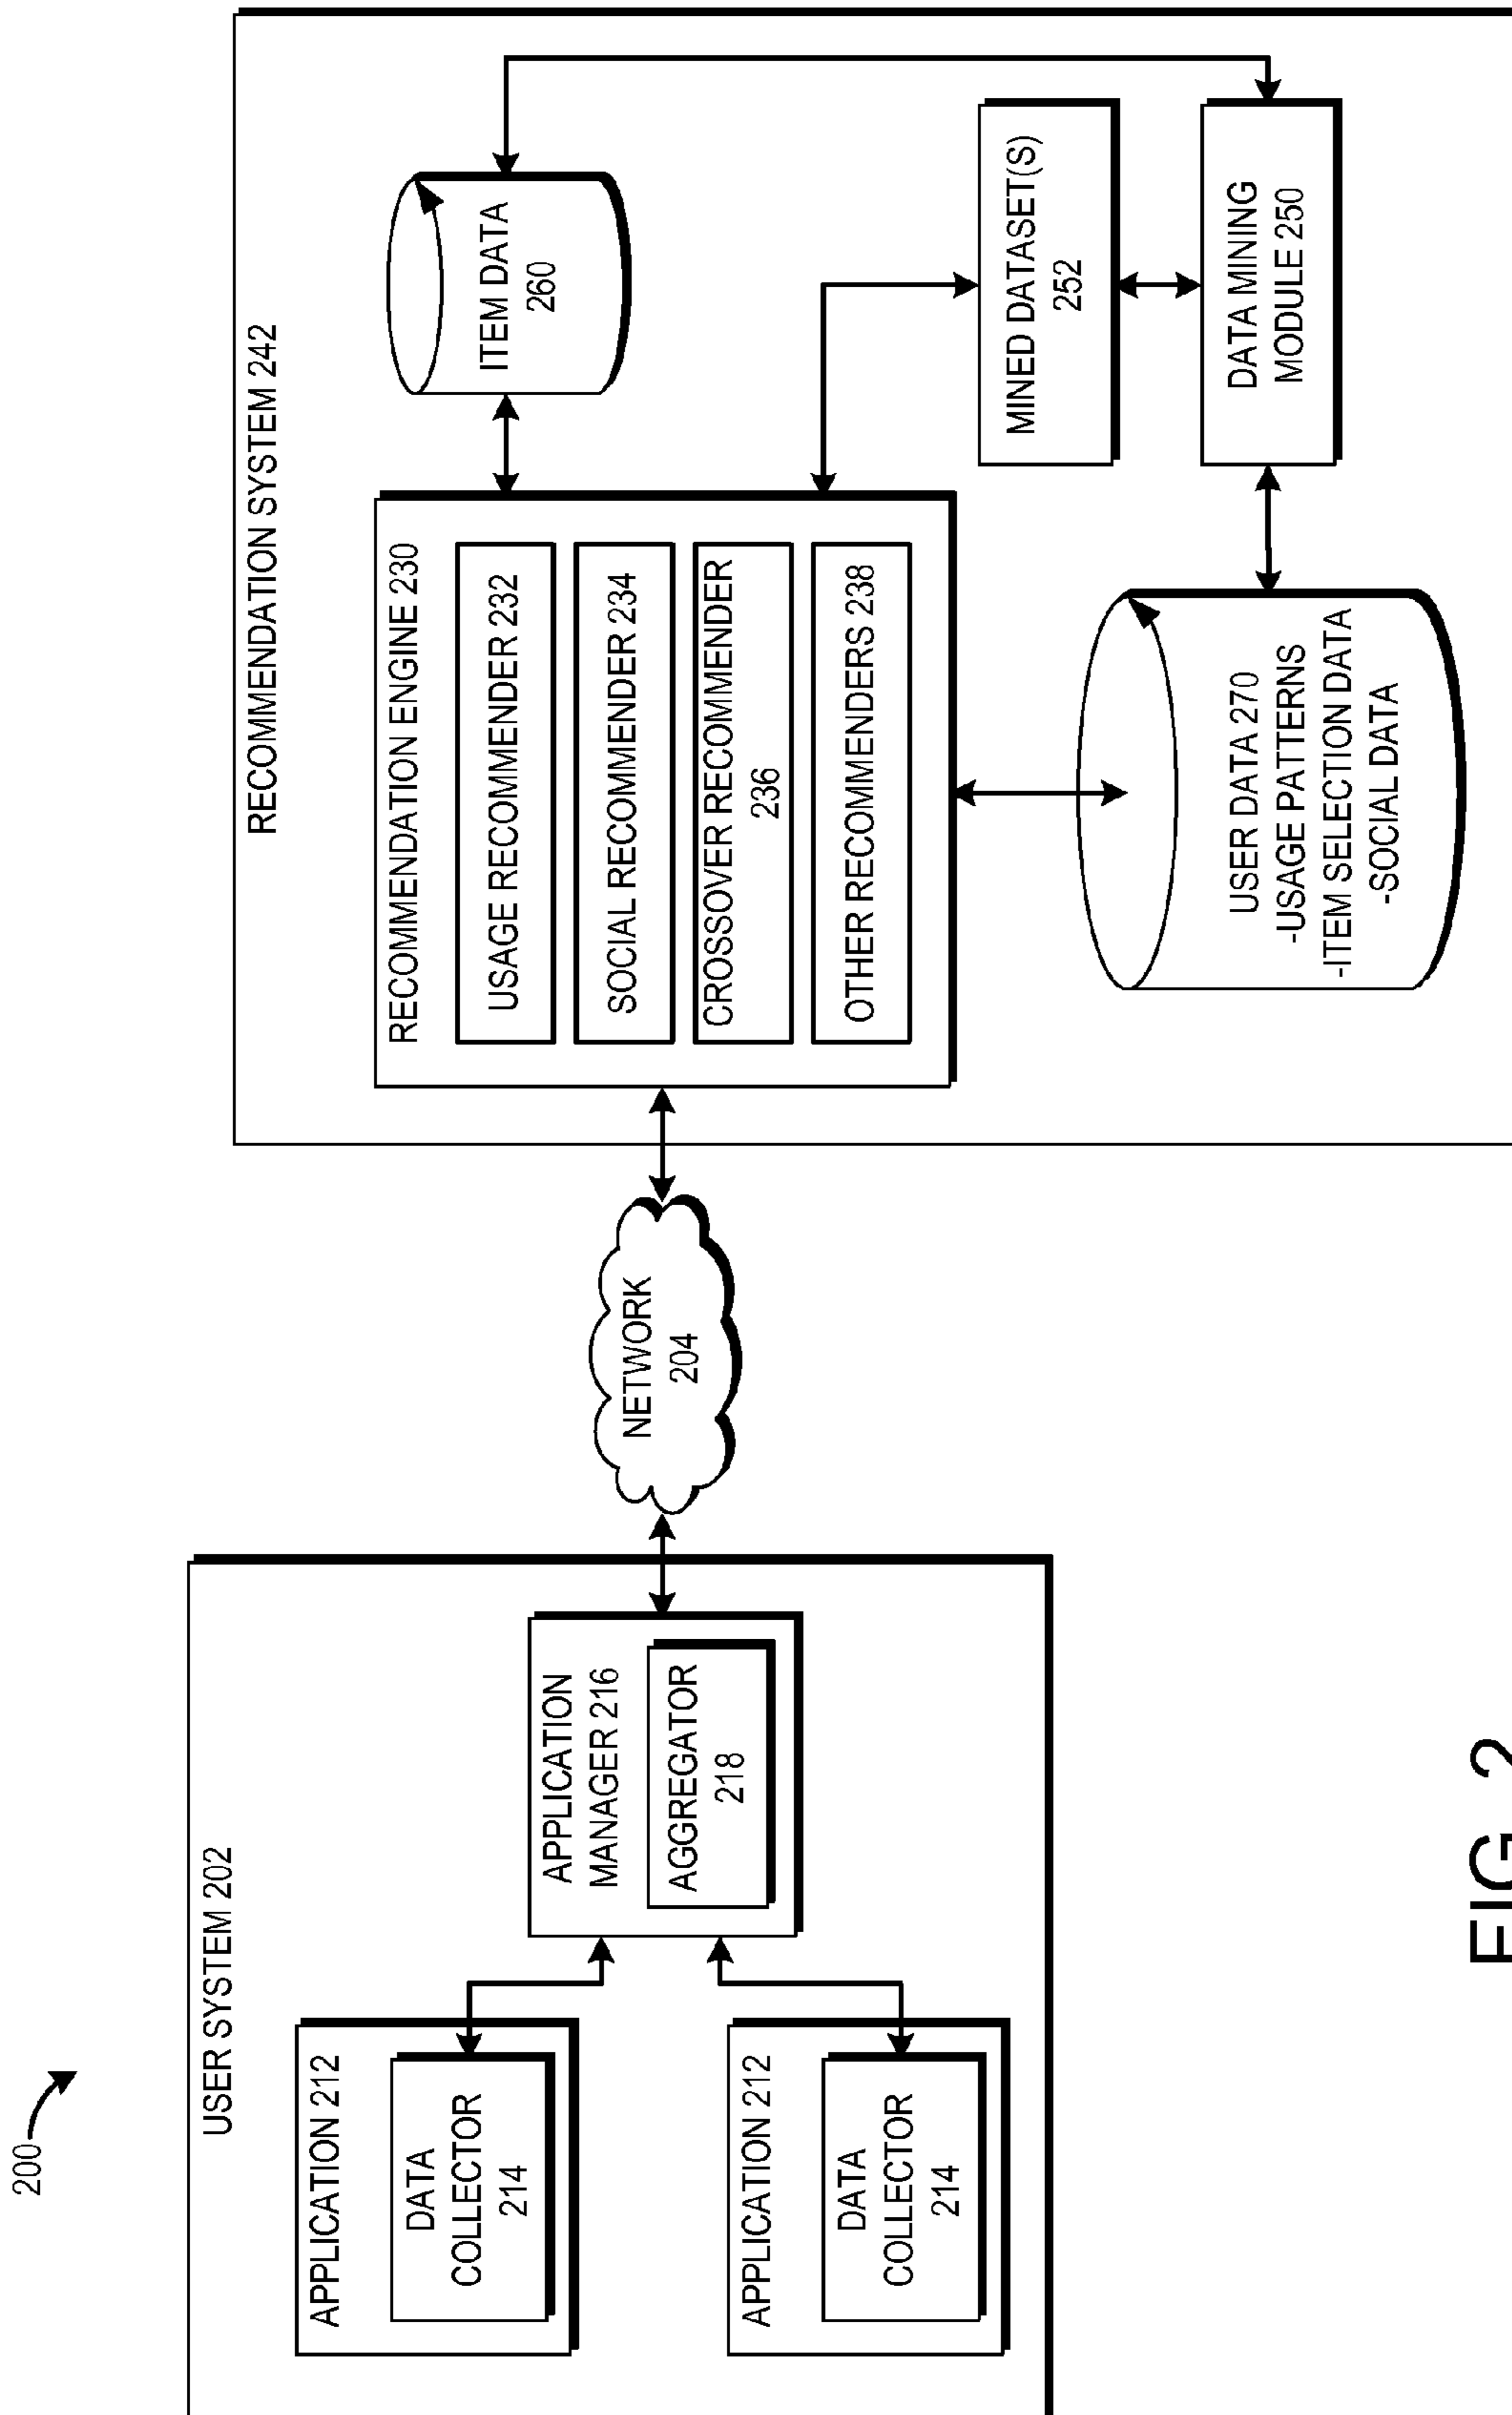 200
USER SYSTEM 202
APPLICATION 212
DATA
COLLECTOR
214
APPLICATION 212
DATA
COLLECTOR
214
APPLICATION
MANAGER 216
AGGREGATOR
218
NETWORK
204
RECOMMENDATION SYSTEM 242
RECOMMENDATION ENGINE 230
USAGE RECOMMENDER 232
SOCIAL RECOMMENDER 234
CROSSOVER RECOMMENDER
236
OTHER RECOMMENDERS 238
ITEM DATA
260
MINED DATASET(S)
252
DATA MINING
MODULE 250
USER DATA 270
-USAGE PATTERNS
-ITEM SELECTION DATA
-SOCIAL DATA
FIG. 2